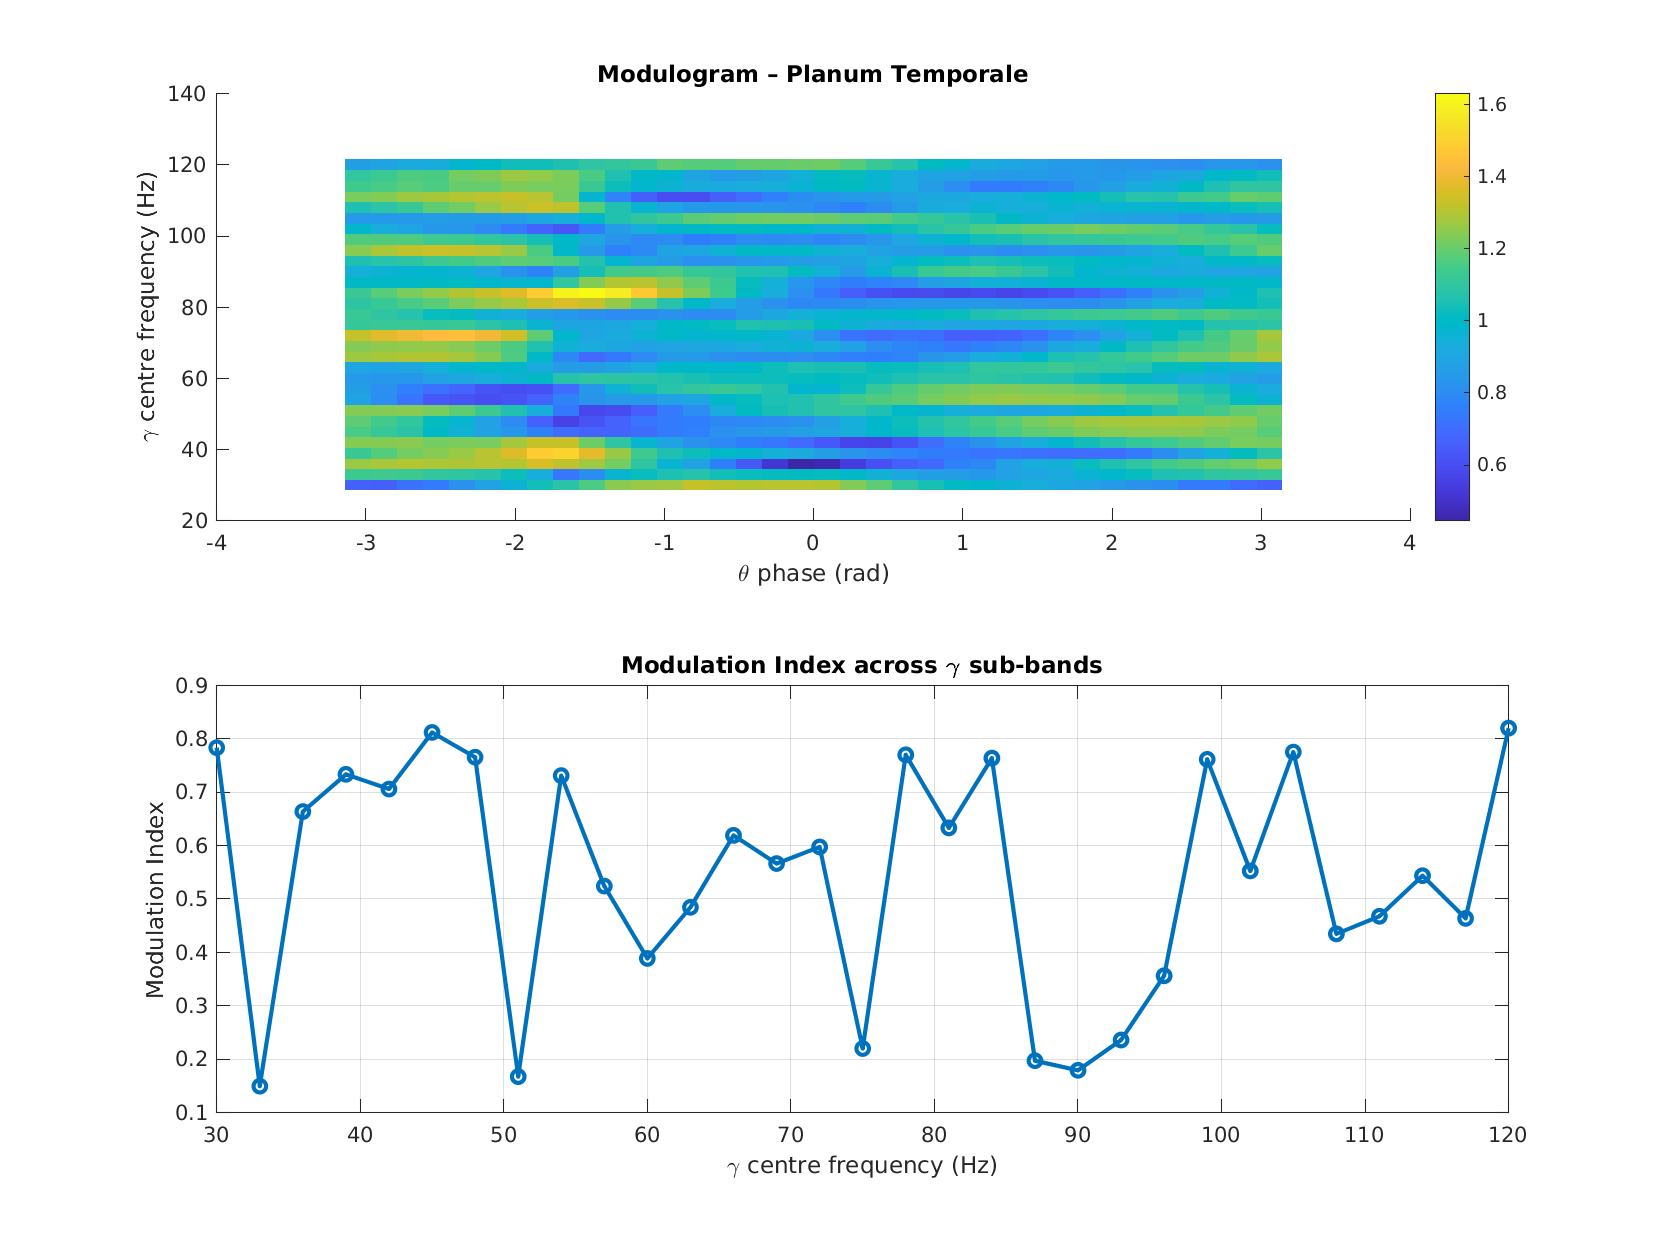 Modulogram – Planum Temporale
140
120
100
80
60
40
20
γ centre frequency (Hz)
-4 -3 -2 -1 0 1 2 3 4
θ phase (rad)
1.6
1.4
1.2
1
0.8
0.6
Modulation Index across γ sub-bands
0.9
0.8
0.7
0.6
0.5
0.4
0.3
0.2
0.1
Modulation Index
30 40 50 60 70 80 90 100 110 120
γ centre frequency (Hz)